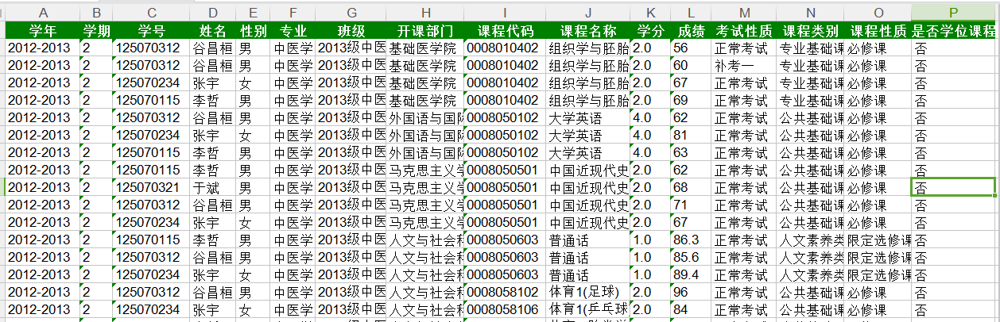 A B C D E F G H I J K L M N O P
学年 学期 学号 姓名 性别 专业 班级 开课部门 课程代码 课程名称 学分 成绩 考试性质 课程类别 课程性质 是否学位课程
2012-2013 2 125070312 谷昌桓 男 中医学 2013级中医 基础医学院 0008010402 组织学与胚胎 2.0 56 正常考试 专业基础课 必修课 否
2012-2013 2 125070312 谷昌桓 男 中医学 2013级中医 基础医学院 0008010402 组织学与胚胎 2.0 60 补考一 专业基础课 必修课 否
2012-2013 2 125070234 张宇 女 中医学 2013级中医 基础医学院 0008010402 组织学与胚胎 2.0 67 正常考试 专业基础课 必修课 否
2012-2013 2 125070115 李哲 男 中医学 2013级中医 基础医学院 0008010402 组织学与胚胎 2.0 69 正常考试 专业基础课 必修课 否
2012-2013 2 125070312 谷昌桓 男 中医学 2013级中医 外国语与国际 0008050102 大学英语 4.0 62 正常考试 公共基础课 必修课 否
2012-2013 2 125070234 张宇 女 中医学 2013级中医 外国语与国际 0008050102 大学英语 4.0 81 正常考试 公共基础课 必修课 否
2012-2013 2 125070115 李哲 男 中医学 2013级中医 外国语与国际 0008050102 大学英语 4.0 63 正常考试 公共基础课 必修课 否
2012-2013 2 125070115 李哲 男 中医学 2013级中医 马克思主义学 0008050501 中国近现代史 2.0 62 正常考试 公共基础课 必修课 否
2012-2013 2 125070321 于斌 男 中医学 2013级中医 马克思主义学 0008050501 中国近现代史 2.0 68 正常考试 公共基础课 必修课 否
2012-2013 2 125070312 谷昌桓 男 中医学 2013级中医 马克思主义学 0008050501 中国近现代史 2.0 71 正常考试 公共基础课 必修课 否
2012-2013 2 125070234 张宇 女 中医学 2013级中医 马克思主义学 0008050501 中国近现代史 2.0 67 正常考试 公共基础课 必修课 否
2012-2013 2 125070115 李哲 男 中医学 2013级中医 人文与社会科 0008050603 普通话 1.0 86.3 正常考试 人文素养类 限定选修课 否
2012-2013 2 125070312 谷昌桓 男 中医学 2013级中医 人文与社会科 0008050603 普通话 1.0 85.6 正常考试 人文素养类 限定选修课 否
2012-2013 2 125070234 张宇 女 中医学 2013级中医 人文与社会科 0008050603 普通话 1.0 89.4 正常考试 人文素养类 限定选修课 否
2012-2013 2 125070312 谷昌桓 男 中医学 2013级中医 人文与社会科 0008058102 体育1(足球) 2.0 96 正常考试 公共基础课 必修课 否
2012-2013 2 125070234 张宇 女 中医学 2013级中医 人文与社会科 0008058106 体育1(乒乓球 2.0 84 正常考试 公共基础课 必修课 否